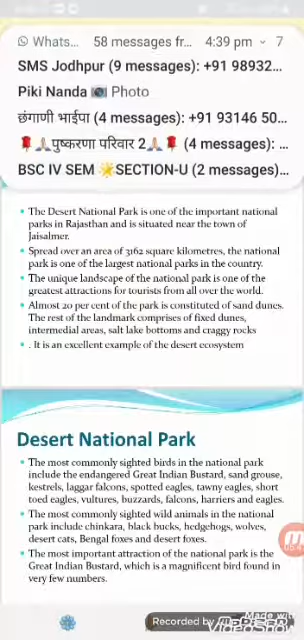 Whats... 58 messages fr... 4:39 pm 7
SMS Jodhpur (9 messages): +91 98932...
Piki Nanda 📷 Photo
छंगाणी भाईपा (4 messages): +91 93146 50...
🌹🙏पुष्करणा परिवार 2🙏🌹 (4 messages): ...
BSC IV SEM 🌟SECTION-U (2 messages)...
• The Desert National Park is one of the important national
parks in Rajasthan and is situated near the town of
Jaisalmer.
• Spread over an area of 3162 square kilometres, the national
park is one of the largest national parks in the country.
• The unique landscape of the national park is one of the
greatest attractions for tourists from all over the world.
• Almost 20 per cent of the park is constituted of sand dunes.
The rest of the landmark comprises of fixed dunes,
intermedial areas, salt lake bottoms and craggy rocks
• . It is an excellent example of the desert ecosystem
Desert National Park
• The most commonly sighted birds in the national park
include the endangered Great Indian Bustard, sand grouse,
kestrels, laggar falcons, spotted eagles, tawny eagles, short
toed eagles, vultures, buzzards, falcons, harriers and eagles.
• The most commonly sighted wild animals in the national
park include chinkara, black bucks, hedgehogs, wolves,
desert cats, Bengal foxes and desert foxes.
• The most important attraction of the national park is the
Great Indian Bustard, which is a magnificent bird found in
very few numbers.
Made with
Recorded by
VideoShow